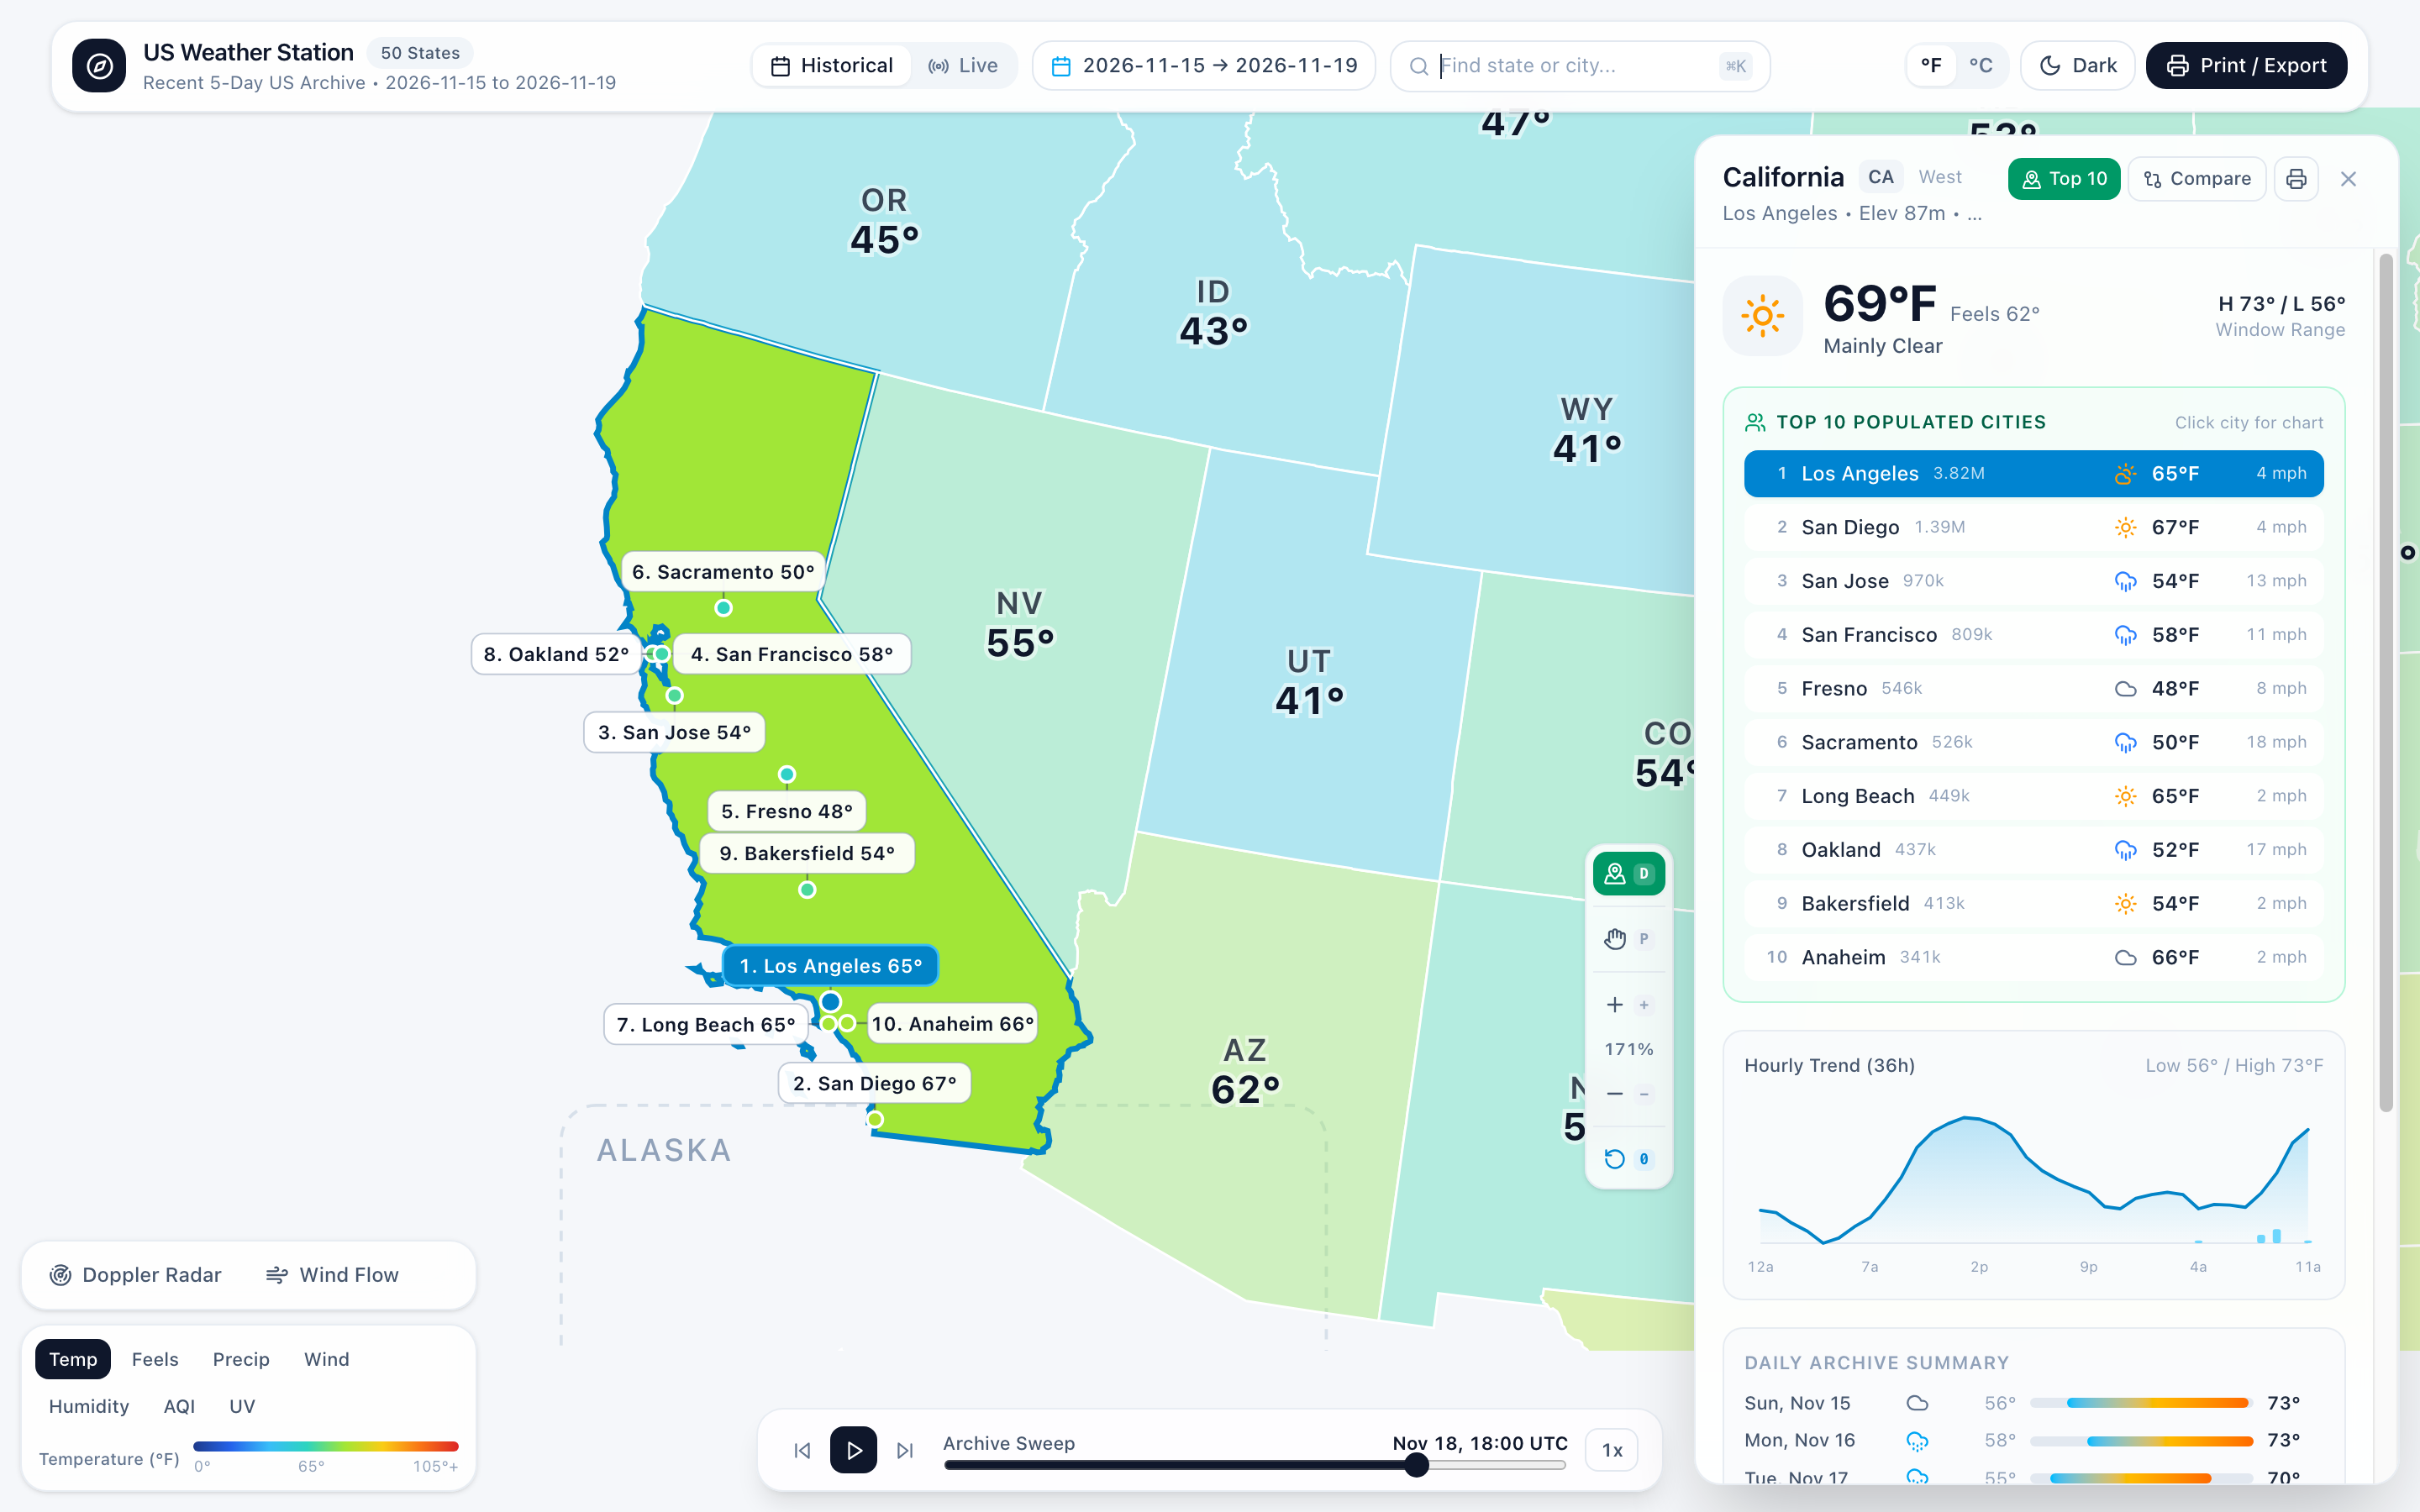 US Weather Station 50 States
Recent 5-Day US Archive • 2026-11-15 to 2026-11-19
Historical Live
2026-11-15 → 2026-11-19
Find state or city... ⌘K
°F °C
Dark
Print / Export
47°
OR
45°
ID
43°
WY
41°
NV
55°
UT
41°
CO
54°
AZ
62°
6. Sacramento 50°
8. Oakland 52°
4. San Francisco 58°
3. San Jose 54°
5. Fresno 48°
9. Bakersfield 54°
1. Los Angeles 65°
7. Long Beach 65°
10. Anaheim 66°
2. San Diego 67°
ALASKA
D
P
+ +
171%
− −
0
California CA West
Top 10 Compare
Los Angeles • Elev 87m • ...
69°F Feels 62°
Mainly Clear
H 73° / L 56°
Window Range
TOP 10 POPULATED CITIES Click city for chart
1 Los Angeles 3.82M 65°F 4 mph
2 San Diego 1.39M 67°F 4 mph
3 San Jose 970k 54°F 13 mph
4 San Francisco 809k 58°F 11 mph
5 Fresno 546k 48°F 8 mph
6 Sacramento 526k 50°F 18 mph
7 Long Beach 449k 65°F 2 mph
8 Oakland 437k 52°F 17 mph
9 Bakersfield 413k 54°F 2 mph
10 Anaheim 341k 66°F 2 mph
Hourly Trend (36h) Low 56° / High 73°F
12a 7a 2p 9p 4a 11a
DAILY ARCHIVE SUMMARY
Sun, Nov 15 56° 73°
Mon, Nov 16 58° 73°
Tue, Nov 17 55° 70°
Doppler Radar Wind Flow
Temp Feels Precip Wind
Humidity AQI UV
Temperature (°F) 0° 65° 105°+
Archive Sweep Nov 18, 18:00 UTC
1x